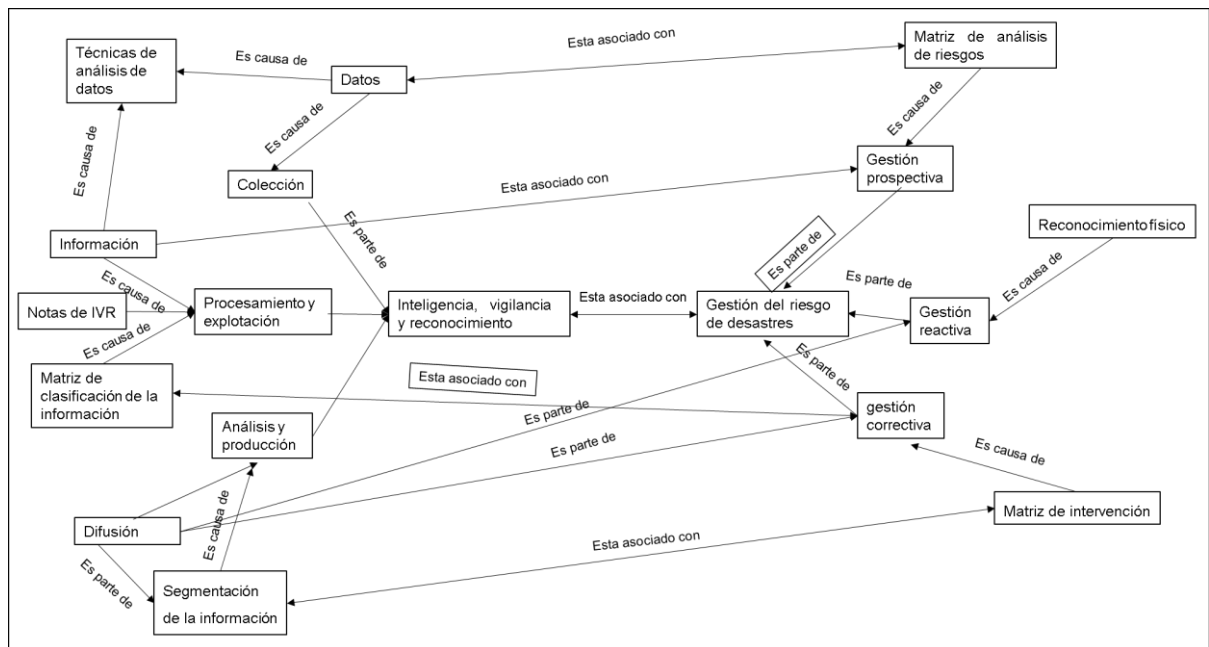 Técnicas de
análisis de
datos
Es causa de
Datos
Esta asociado con
Matriz de análisis
de riesgos
Es causa de
Es causa de
Es causa de
Colección
Esta asociado con
Gestión
prospectiva
Información
Es parte de
Es parte de
Reconocimiento físico
Es causa de
Es causa de
Notas de IVR
Procesamiento y
explotación
Inteligencia, vigilancia
y reconocimiento
Esta asociado con
Gestión del riesgo
de desastres
Es parte de
Gestión
reactiva
Es causa de
Matriz de
clasificación de la
información
Esta asociado con
Es parte de
Análisis y
producción
Es parte de
Es parte de
gestión
correctiva
Es causa de
Matriz de intervención
Difusión
Es causa de
Es parte de
Esta asociado con
Segmentación
de la información